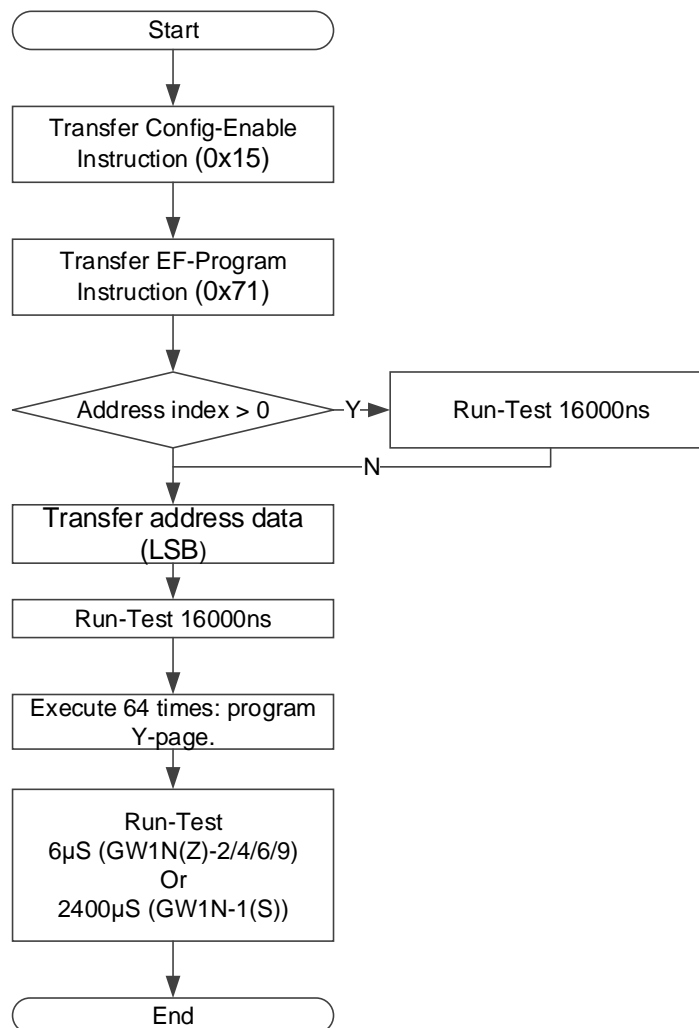 Start
Transfer Config-Enable
Instruction (0x15)
Transfer EF-Program
Instruction (0x71)
Address index > 0
Y
Run-Test 16000ns
N
Transfer address data
(LSB)
Run-Test 16000ns
Execute 64 times: program
Y-page.
Run-Test
6µS (GW1N(Z)-2/4/6/9)
Or
2400µS (GW1N-1(S))
End